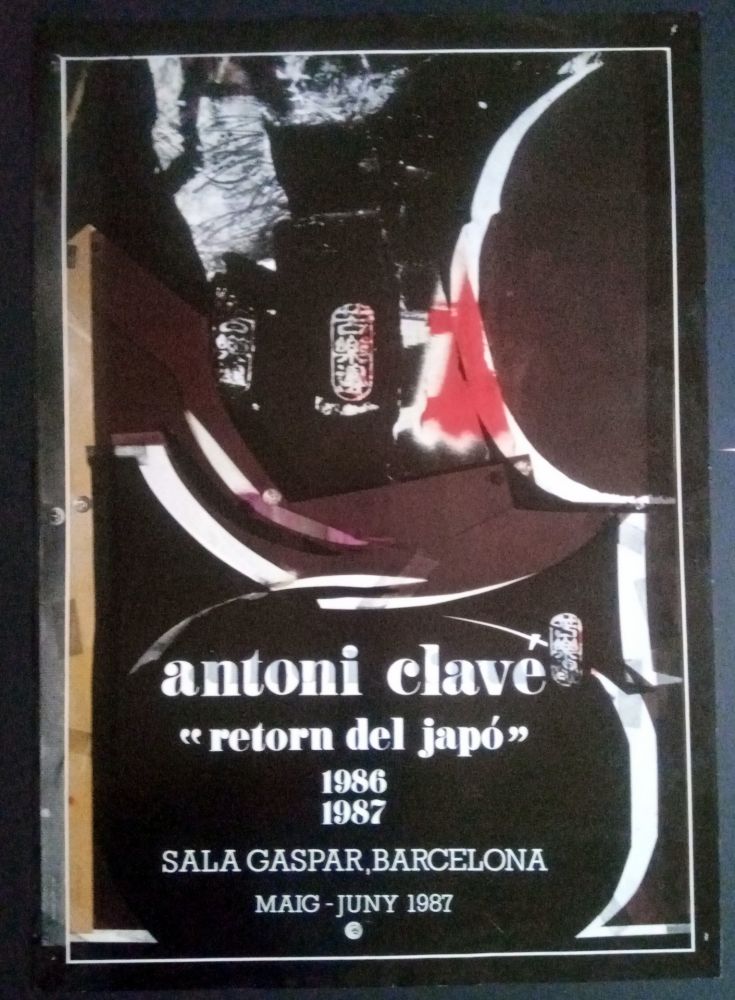 antoni clavé
“retorn del japó”
1986
1987
SALA GASPAR, BARCELONA
MAIG - JUNY 1987